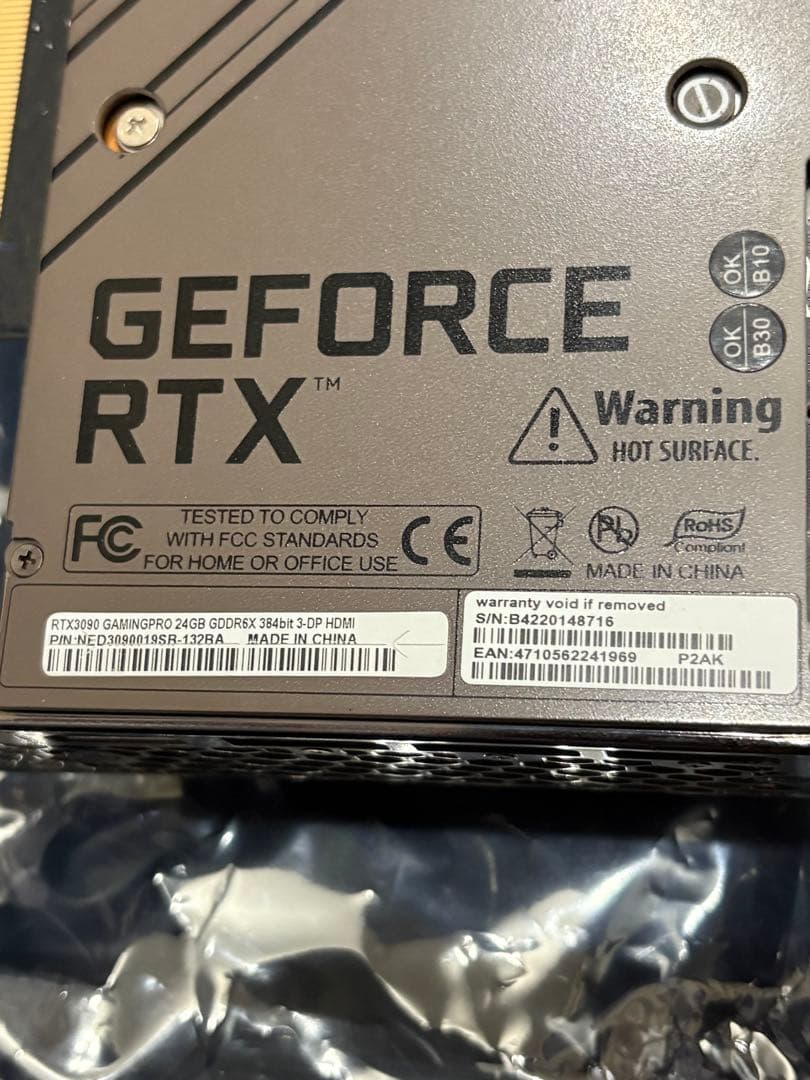 OK B10
OK B30
GEFORCE
RTX™
Warning
HOT SURFACE.
FC
TESTED TO COMPLY
WITH FCC STANDARDS
FOR HOME OR OFFICE USE
CE
Pb
RoHS
Compliant
MADE IN CHINA
RTX3090 GAMINGPRO 24GB GDDR6X 384bit 3-DP HDMI
P/N:NED3090019SB-132BA MADE IN CHINA
warranty void if removed
S/N:B4220148716
EAN:4710562241969 P2AK